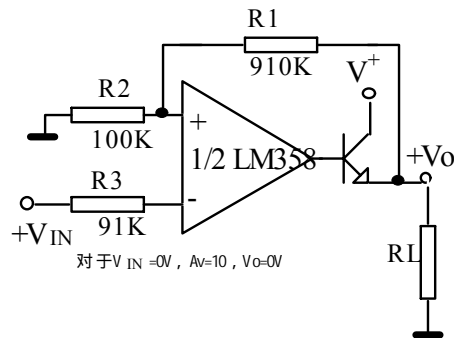 R1
910K
V+
R2
100K
+
1/2 LM358
+Vo
R3
-
91K
+VIN
RL
对于V IN =0V , Av=10 , Vo=0V